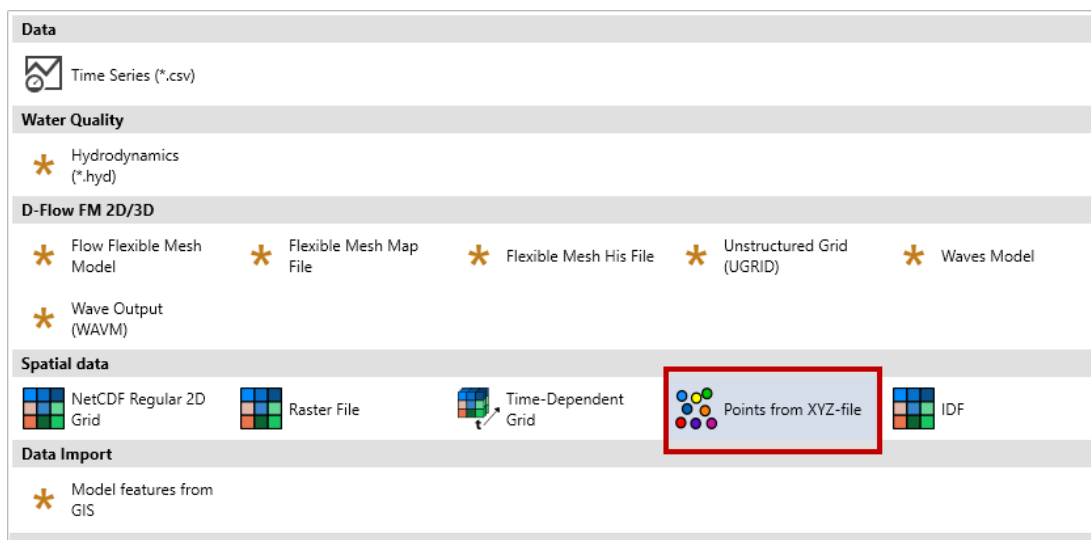 Data
Time Series (*.csv)
Water Quality
Hydrodynamics
(*.hyd)
D-Flow FM 2D/3D
Flow Flexible Mesh
Model
Flexible Mesh Map
File
Flexible Mesh His File
Unstructured Grid
(UGRID)
Waves Model
Wave Output
(WAVM)
Spatial data
NetCDF Regular 2D
Grid
Raster File
t
Time-Dependent
Grid
Points from XYZ-file
IDF
Data Import
Model features from
GIS